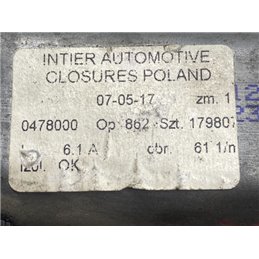 INTIER AUTOMOTIVE
CLOSURES POLAND
07-05-17 zm. 1
0478000 Op. 862 Szt. 179807
6.1 A obr. 61 1/n
Izol. OK